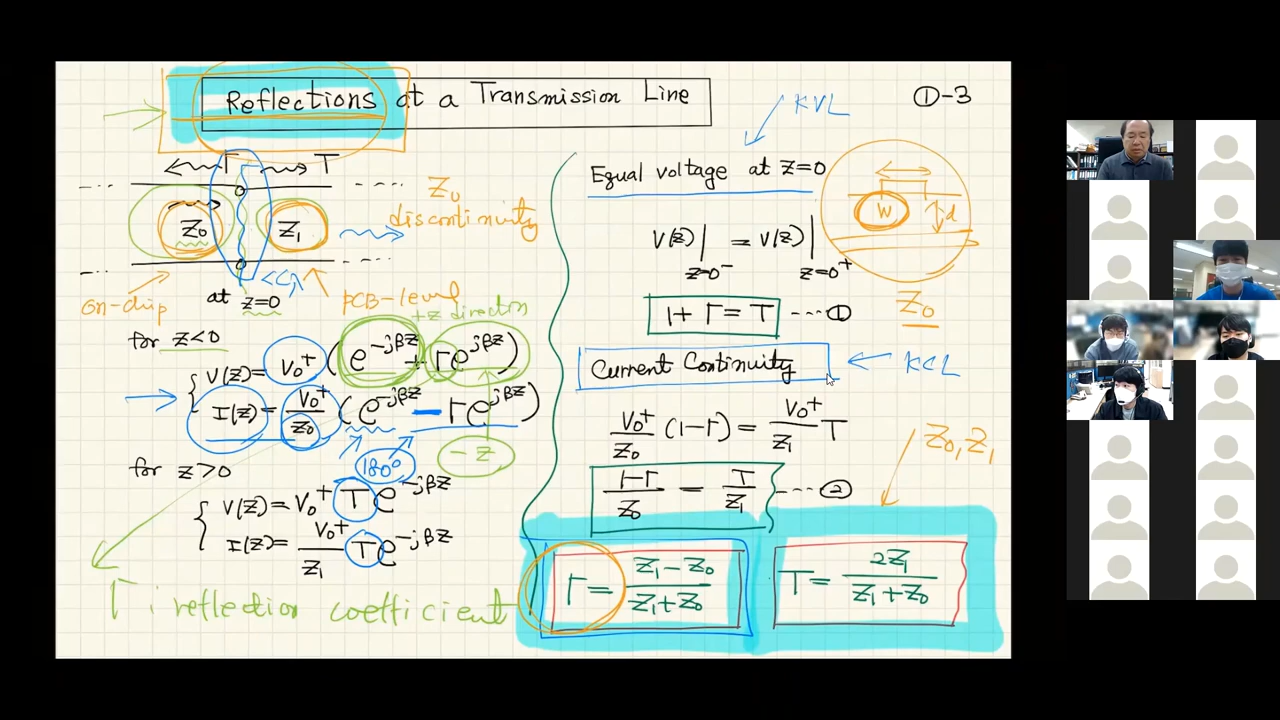 Reflections at a Transmission Line
①-3
Γ T
Z₀ Z₁
Z₀ discontinuity
at z=0
on-chip
PCB-level
+z direction
for z<0
V(z)= V₀⁺ (e^-jβz + Γe^jβz)
I(z)= V₀⁺/Z₀ (e^-jβz - Γe^jβz)
180°
-z
for z>0
V(z)= V₀⁺ T e^-jβz
I(z)= V₀⁺/Z₁ T e^-jβz
Γ : reflection coefficient
KVL
Equal voltage at z=0
V(z)|z=0⁻ = V(z)|z=0⁺
1+Γ=T ----①
Current Continuity
KCL
V₀⁺/Z₀ (1-Γ)= V₀⁺/Z₁ T
1-Γ/Z₀ = T/Z₁ ----②
Γ= Z₁-Z₀/Z₁+Z₀
T= 2Z₁/Z₁+Z₀
W
d
Z₀
Z₀, Z₁